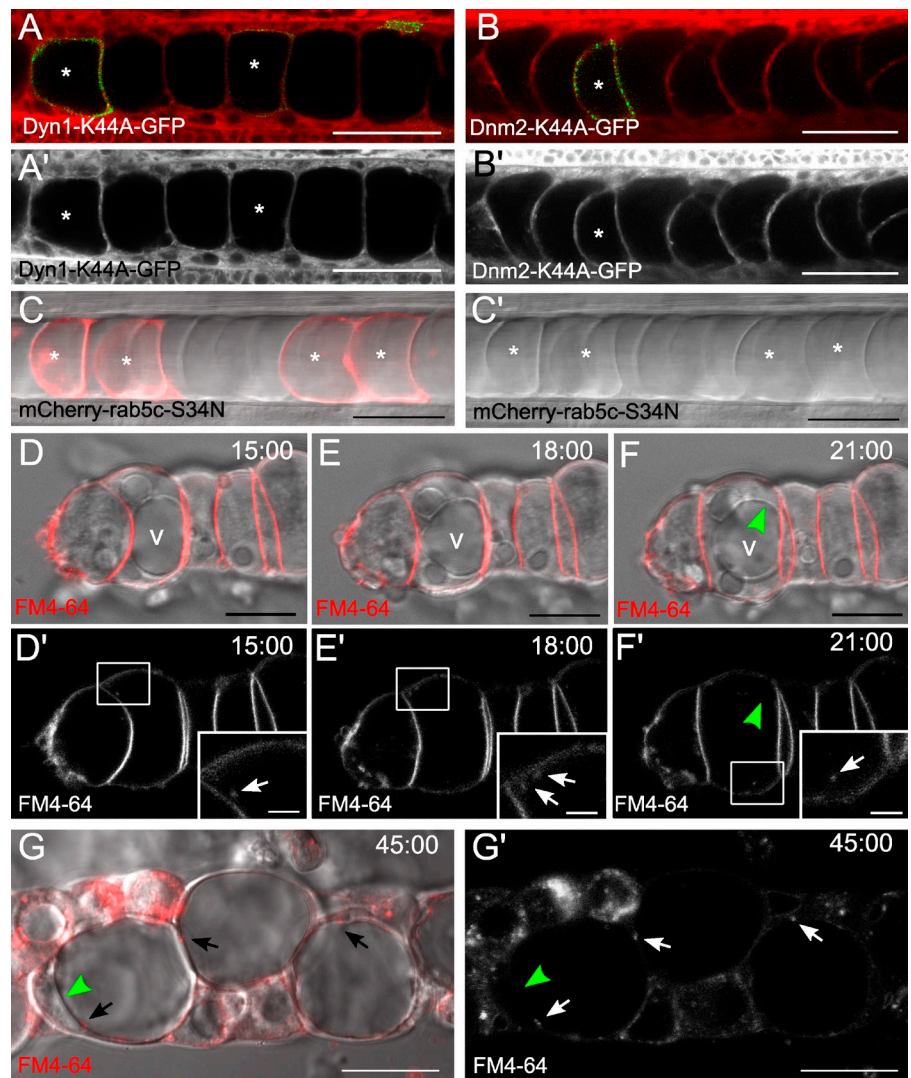 A
*
*
Dyn1-K44A-GFP
B
*
Dnm2-K44A-GFP
A'
*
*
Dyn1-K44A-GFP
B'
*
Dnm2-K44A-GFP
C
*
*
*
*
mCherry-rab5c-S34N
C'
*
*
*
*
mCherry-rab5c-S34N
D
15:00
V
FM4-64
E
18:00
V
FM4-64
F
21:00
V
FM4-64
D'
15:00
FM4-64
E'
18:00
FM4-64
F'
21:00
FM4-64
G
45:00
FM4-64
G'
45:00
FM4-64